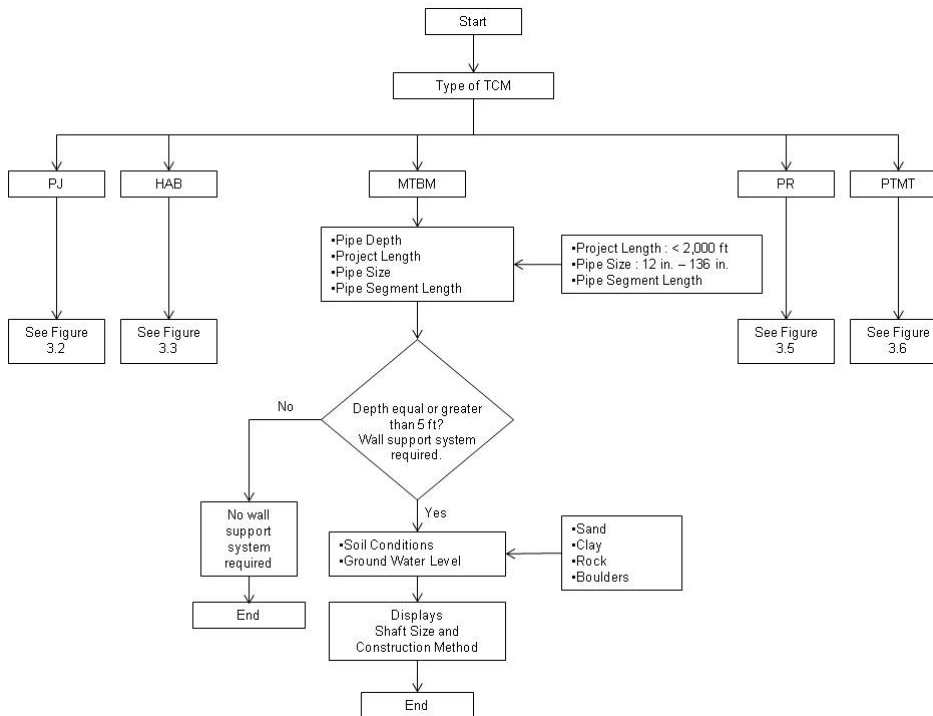 Start
Type of TCM
PJ
HAB
MTBM
PR
PTMT
▪Pipe Depth
▪Project Length
▪Pipe Size
▪Pipe Segment Length
▪Project Length : < 2,000 ft
▪Pipe Size : 12 in. – 136 in.
▪Pipe Segment Length
See Figure
3.2
See Figure
3.3
See Figure
3.5
See Figure
3.6
No
Depth equal or greater
than 5 ft?
Wall support system
required.
Yes
No wall
support
system
required
▪Soil Conditions
▪Ground Water Level
▪Sand
▪Clay
▪Rock
▪Boulders
End
Displays
Shaft Size and
Construction Method
End